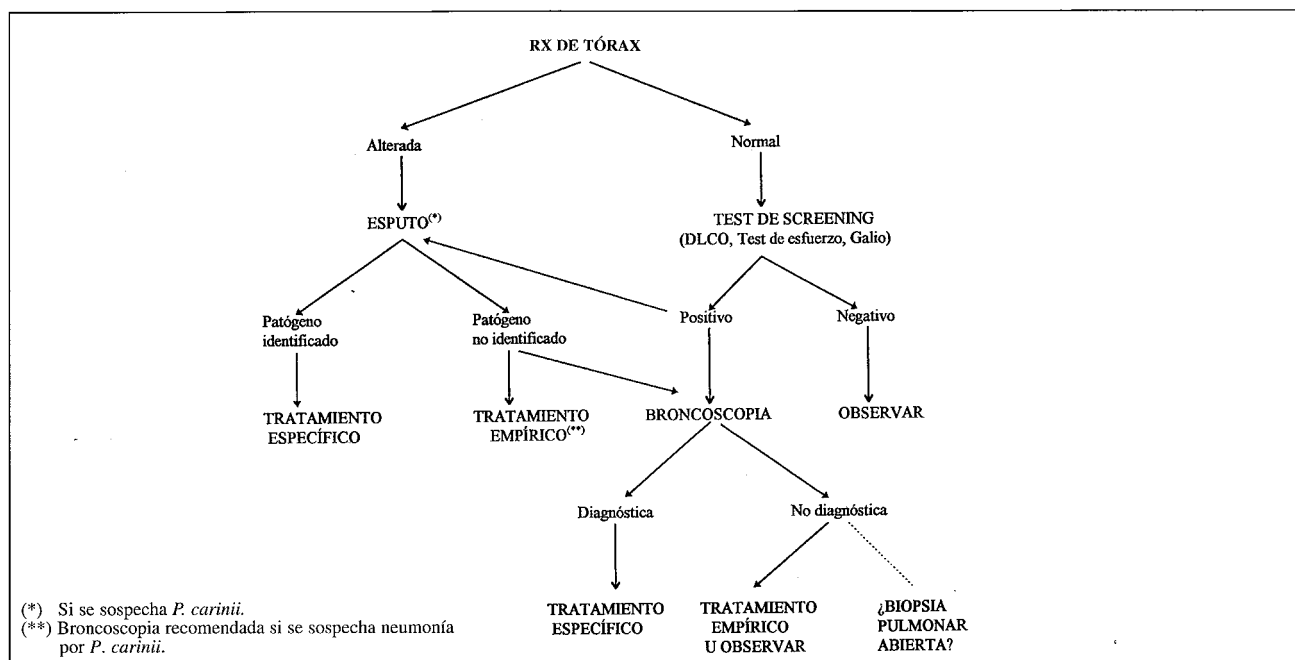 RX DE TÓRAX
Alterada
Normal
ESPUTO(*)
TEST DE SCREENING
(DLCO, Test de esfuerzo, Galio)
Patógeno
identificado
Patógeno
no identificado
Positivo
Negativo
TRATAMIENTO
ESPECÍFICO
TRATAMIENTO
EMPÍRICO(**)
BRONCOSCOPIA
OBSERVAR
Diagnóstica
No diagnóstica
TRATAMIENTO
ESPECÍFICO
TRATAMIENTO
EMPÍRICO
U OBSERVAR
¿BIOPSIA
PULMONAR
ABIERTA?
(*) Si se sospecha P. carinii.
(**) Broncoscopia recomendada si se sospecha neumonía
por P. carinii.